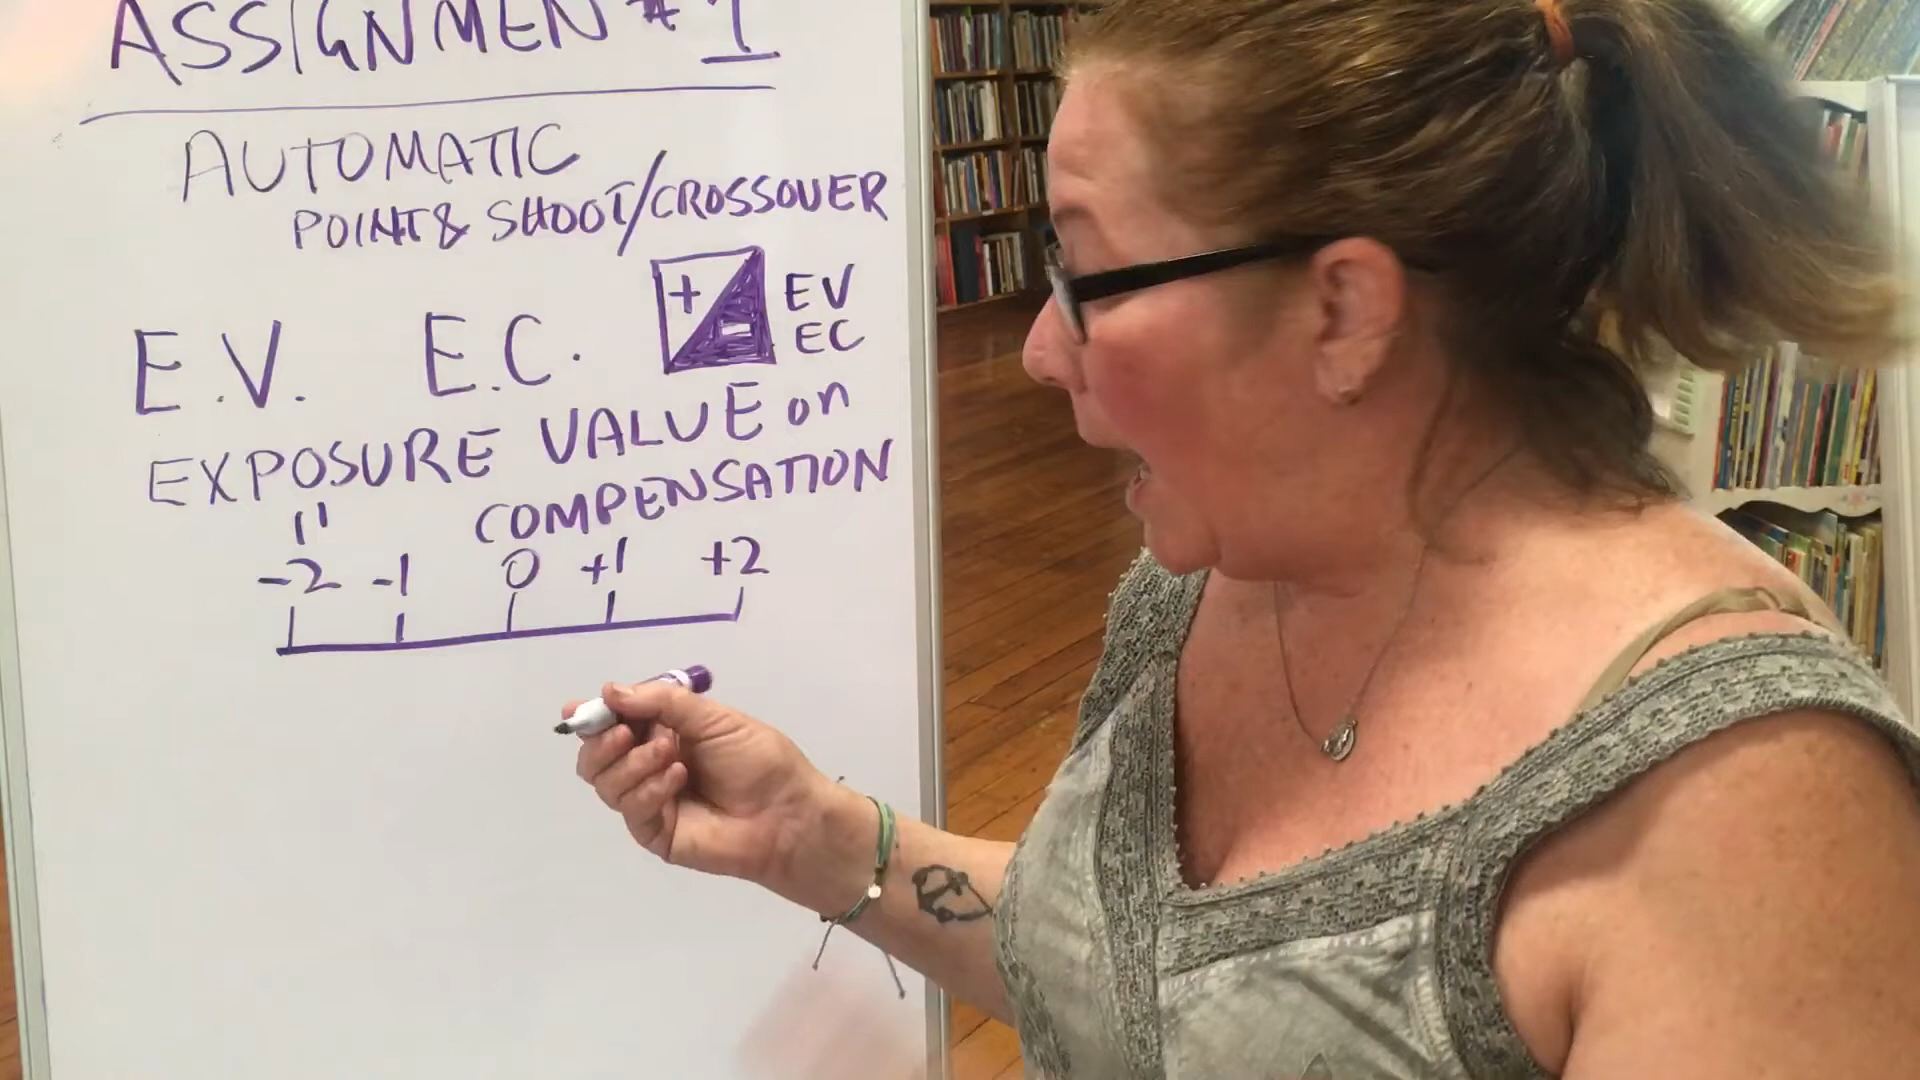 ASSIGNMEN # 1
AUTOMATIC
POINT & SHOOT/CROSSOVER
+ - EV
EC
E.V. E.C.
EXPOSURE VALUE on
COMPENSATION
-2 -1 0 +1 +2